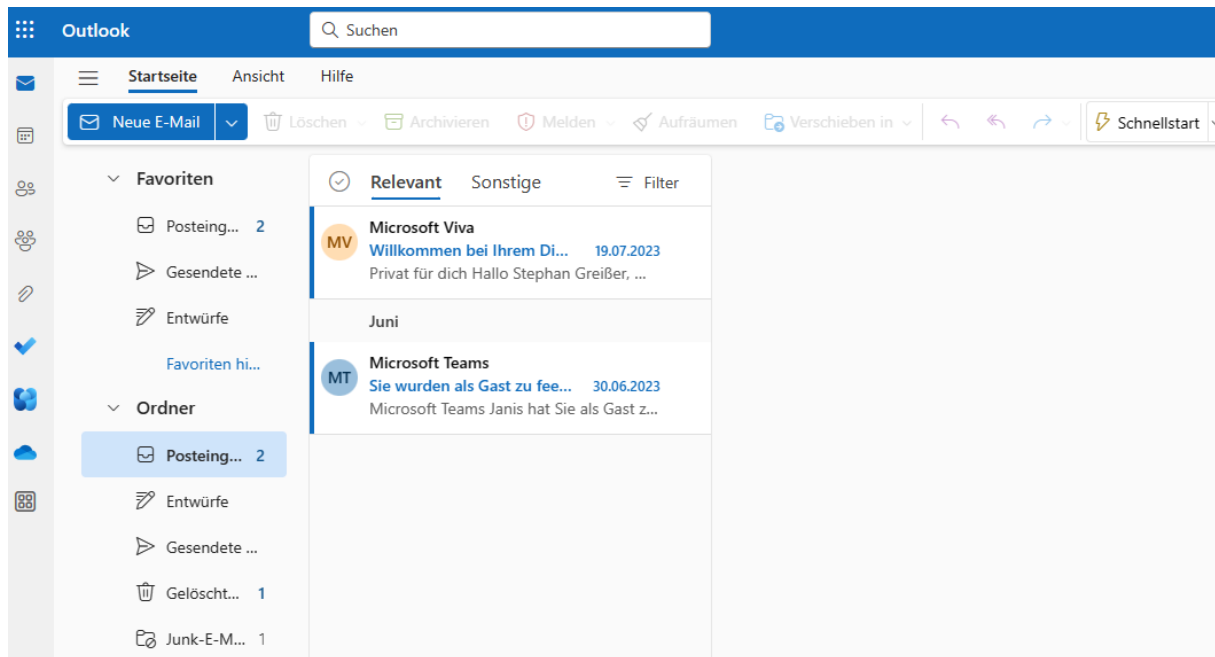 Outlook
Suchen
Startseite Ansicht Hilfe
Neue E-Mail Löschen Archivieren Melden Aufräumen Verschieben in Schnellstart
Favoriten
Posteing... 2
Gesendete ...
Entwürfe
Favoriten hi...
Ordner
Posteing... 2
Entwürfe
Gesendete ...
Gelöscht... 1
Junk-E-M... 1
Relevant Sonstige Filter
MV
Microsoft Viva
Willkommen bei Ihrem Di... 19.07.2023
Privat für dich Hallo Stephan Greißer, ...
Juni
MT
Microsoft Teams
Sie wurden als Gast zu fee... 30.06.2023
Microsoft Teams Janis hat Sie als Gast z...